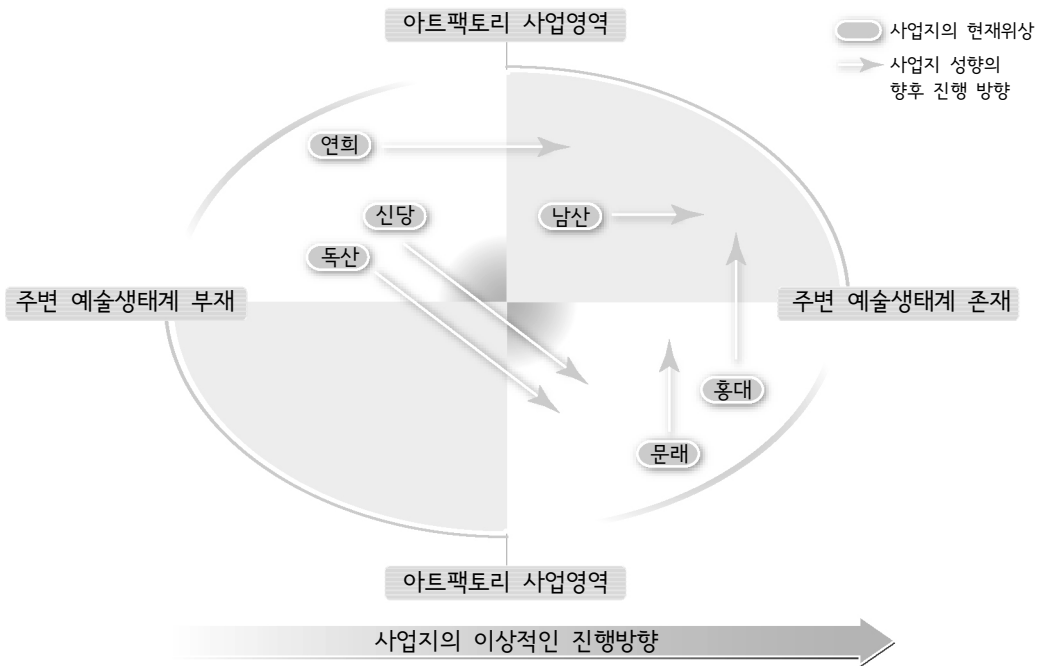 아트팩토리 사업영역
사업지의 현재위상
사업지 성향의
향후 진행 방향
연희
신당
남산
독산
주변 예술생태계 부재
주변 예술생태계 존재
홍대
문래
아트팩토리 사업영역
사업지의 이상적인 진행방향